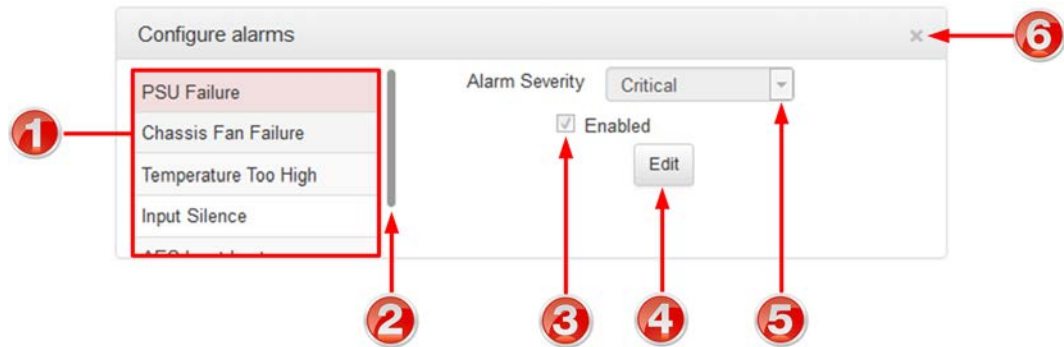 Configure alarms
6
PSU Failure
Alarm Severity Critical
1
Chassis Fan Failure
Enabled
Temperature Too High
Edit
Input Silence
2
3
4
5